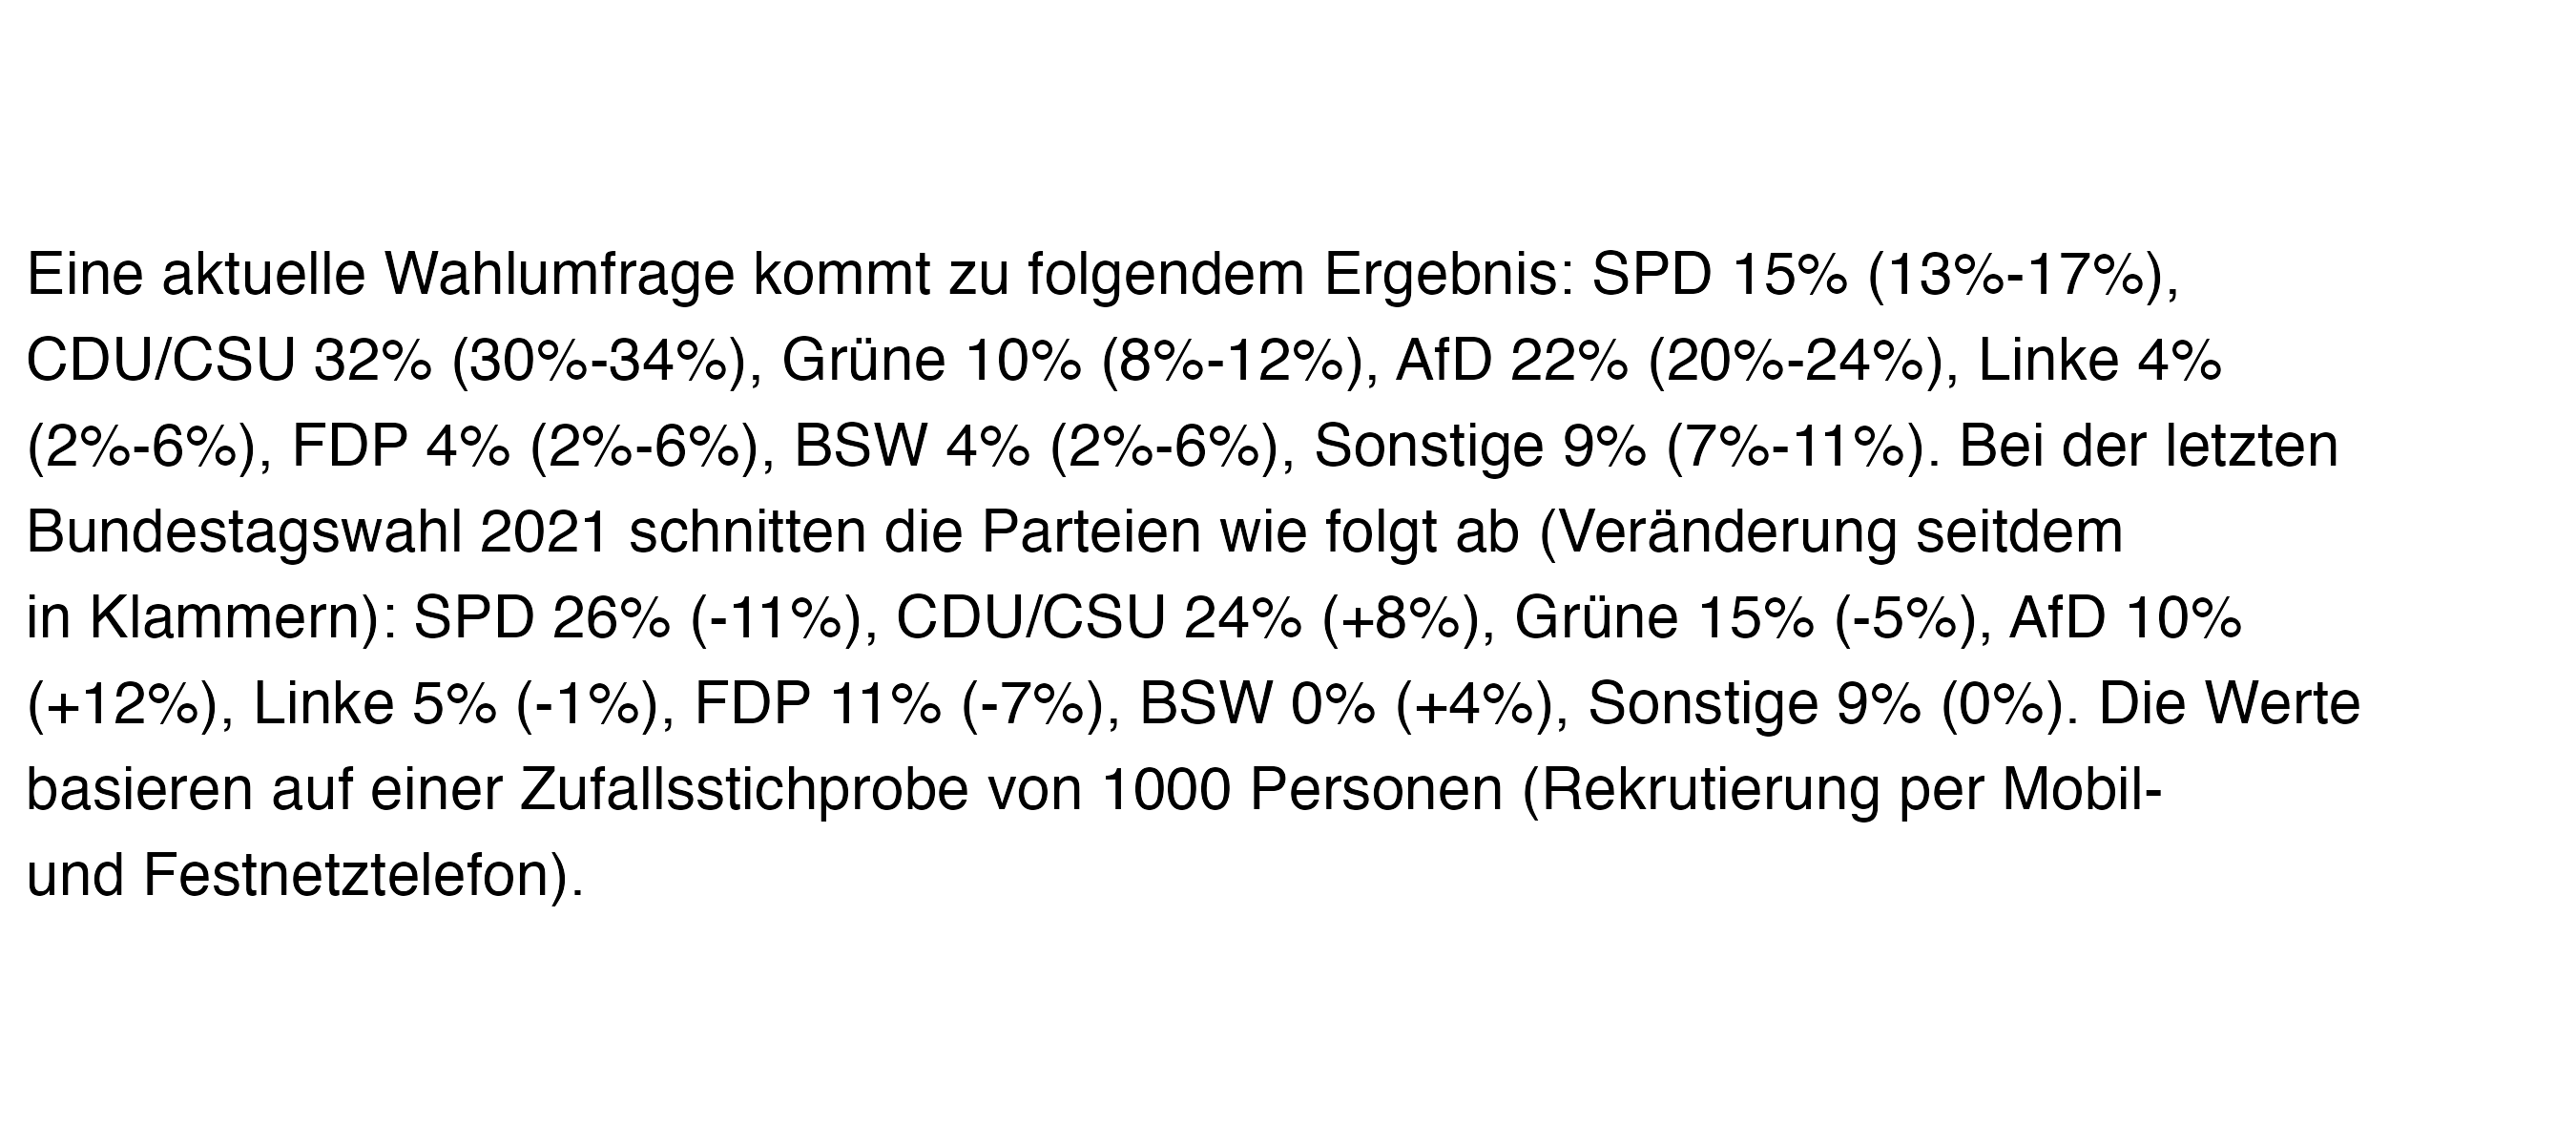 Eine aktuelle Wahlumfrage kommt zu folgendem Ergebnis: SPD 15% (13%-17%),
CDU/CSU 32% (30%-34%), Grüne 10% (8%-12%), AfD 22% (20%-24%), Linke 4%
(2%-6%), FDP 4% (2%-6%), BSW 4% (2%-6%), Sonstige 9% (7%-11%). Bei der letzten
Bundestagswahl 2021 schnitten die Parteien wie folgt ab (Veränderung seitdem
in Klammern): SPD 26% (-11%), CDU/CSU 24% (+8%), Grüne 15% (-5%), AfD 10%
(+12%), Linke 5% (-1%), FDP 11% (-7%), BSW 0% (+4%), Sonstige 9% (0%). Die Werte
basieren auf einer Zufallsstichprobe von 1000 Personen (Rekrutierung per Mobil-
und Festnetztelefon).